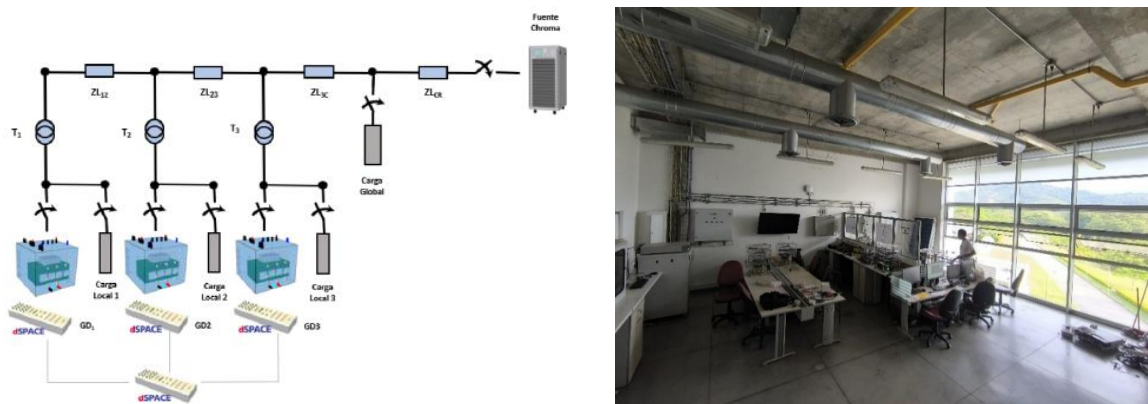 Fuente
Chroma
ZL12
ZL23
ZL3C
ZLCR
T1
T2
T3
Carga
Global
Carga
Local 1
Carga
Local 2
Carga
Local 3
GD1
GD2
GD3
dSPACE
dSPACE
dSPACE
dSPACE